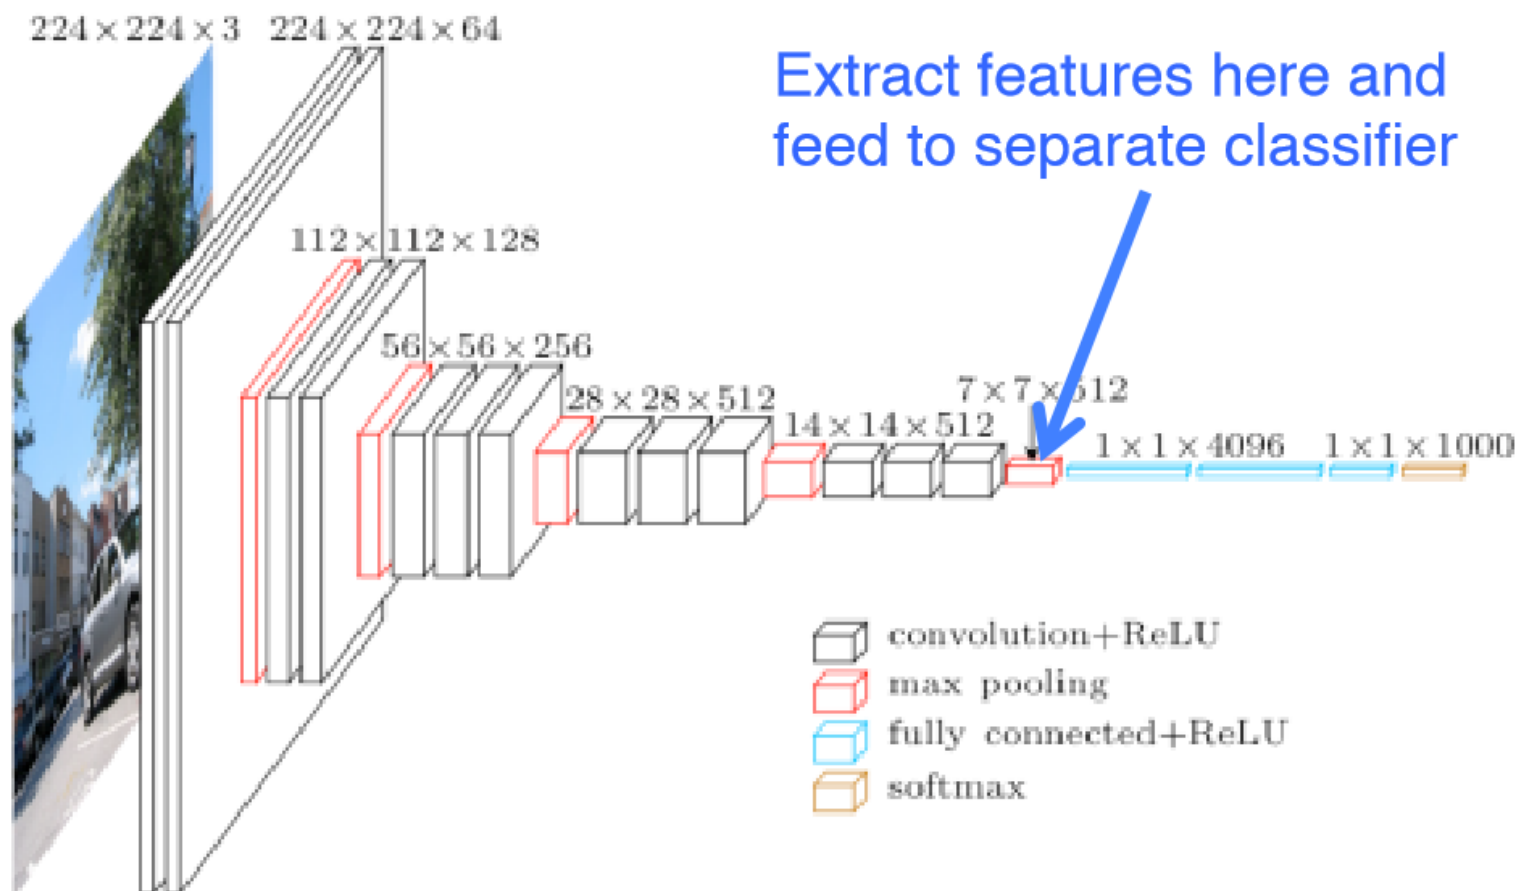 224 × 224 × 3
224 × 224 × 64
Extract features here and
feed to separate classifier
112 × 112 × 128
56 × 56 × 256
28 × 28 × 512
7 × 7 × 512
14 × 14 × 512
1 × 1 × 4096
1 × 1 × 1000
convolution+ReLU
max pooling
fully connected+ReLU
softmax